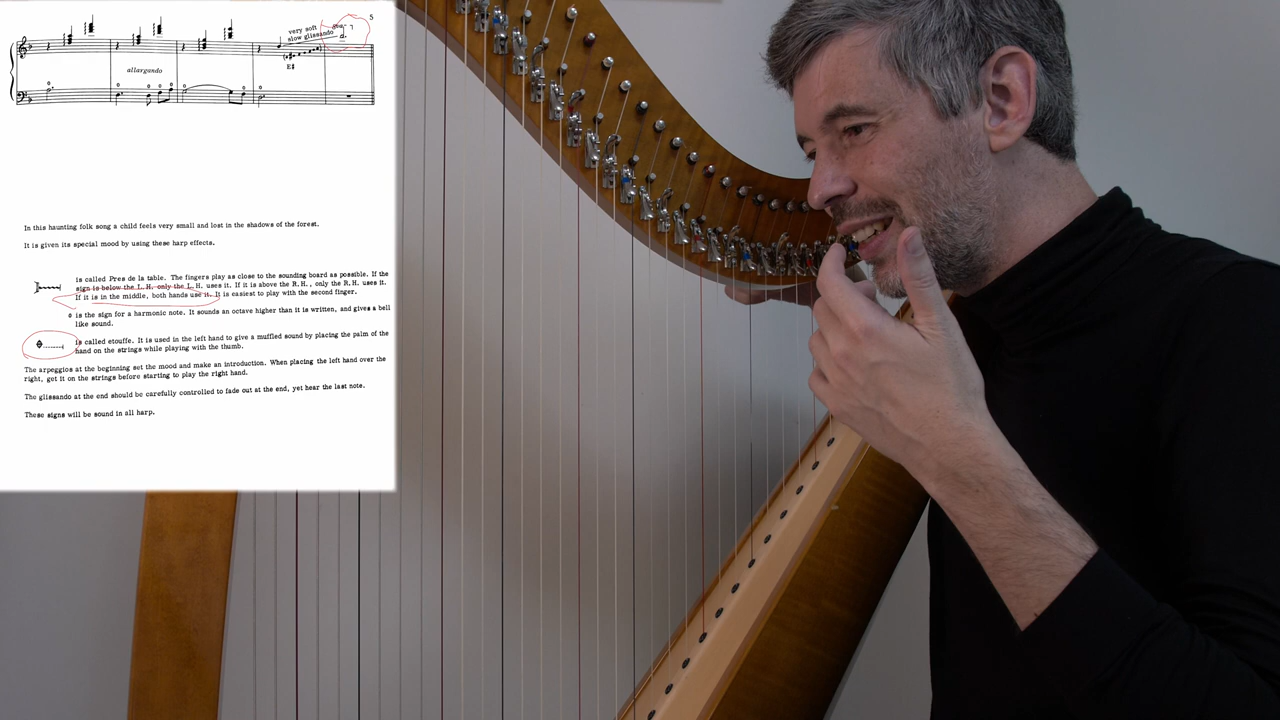 5
very soft
slow glissando
allargando
E♯
In this haunting folk song a child feels very small and lost in the shadows of the forest.
It is given its special mood by using these harp effects.
is called Pres de la table. The fingers play as close to the sounding board as possible. If the
sign is below the L.H. only the L.H. uses it. If it is above the R.H., only the R.H. uses it.
If it is in the middle, both hands use it. It is easiest to play with the second finger.
o is the sign for a harmonic note. It sounds an octave higher than it is written, and gives a bell
like sound.
is called etouffe. It is used in the left hand to give a muffled sound by placing the palm of the
hand on the strings while playing with the thumb.
The arpeggios at the beginning set the mood and make an introduction. When placing the left hand over the
right, get it on the strings before starting to play the right hand.
The glissando at the end should be carefully controlled to fade out at the end, yet hear the last note.
These signs will be sound in all harp.